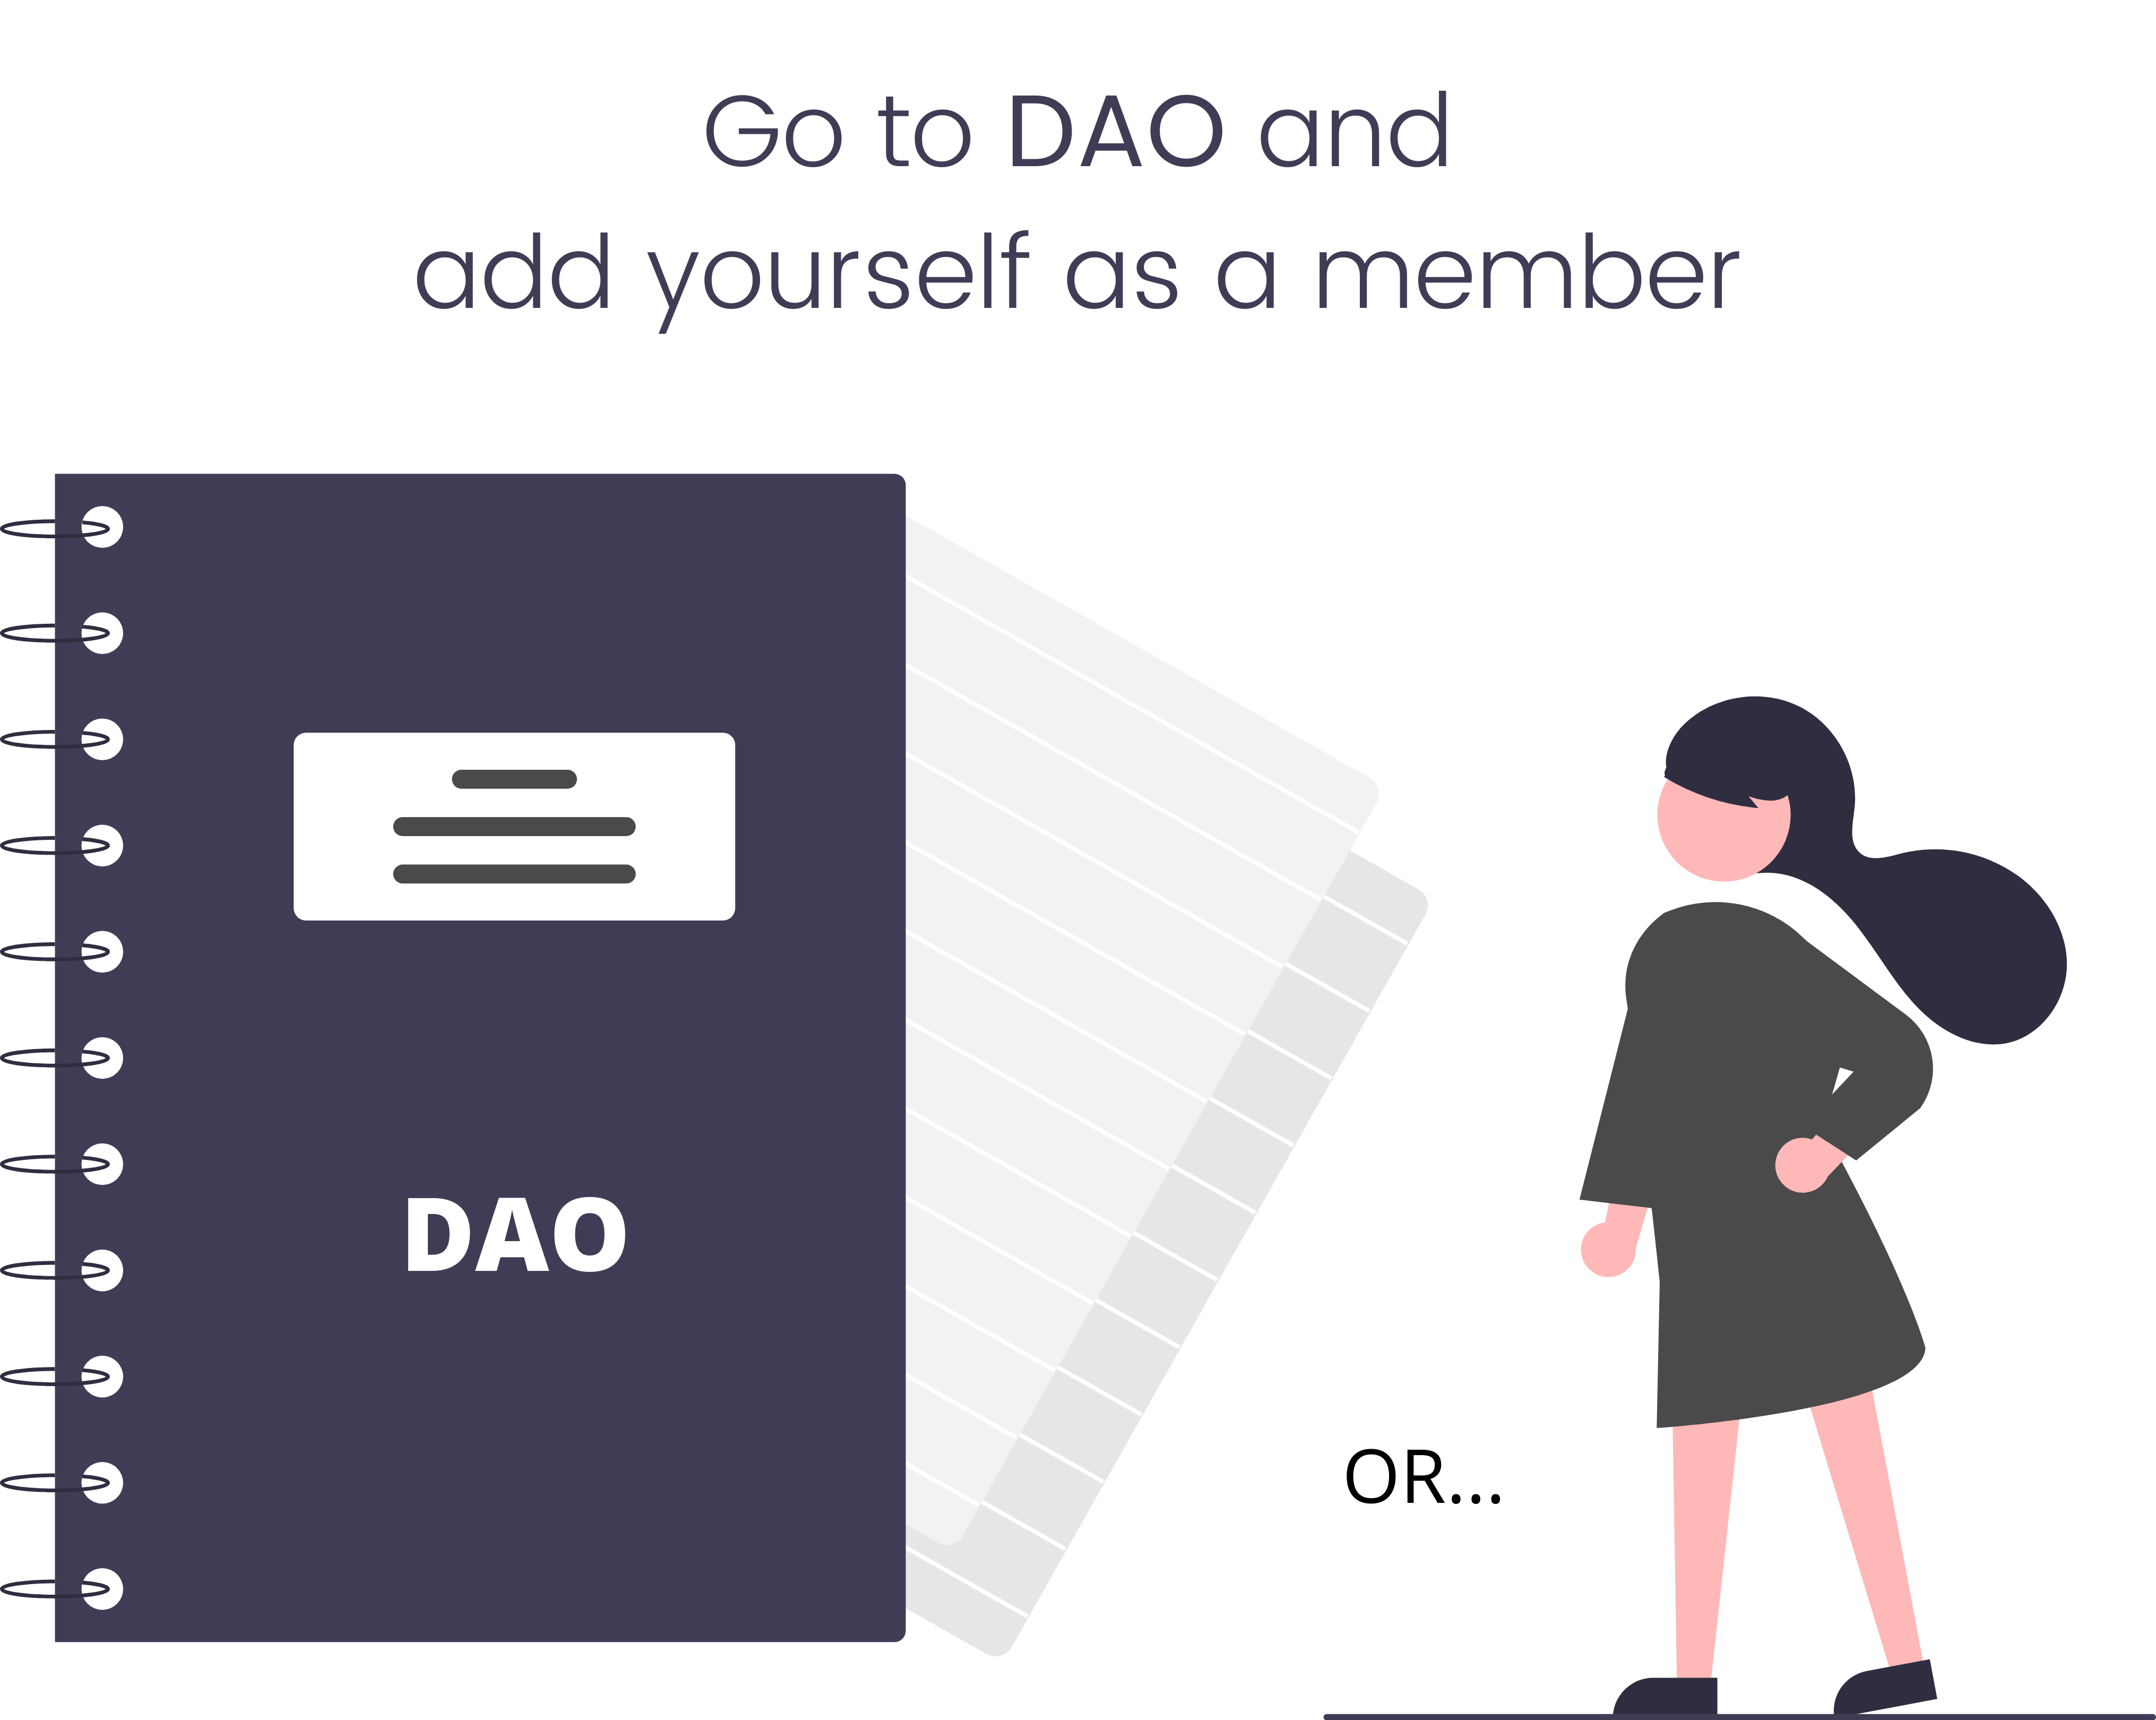 Go to DAO and
add yourself as a member
DAO
OR...